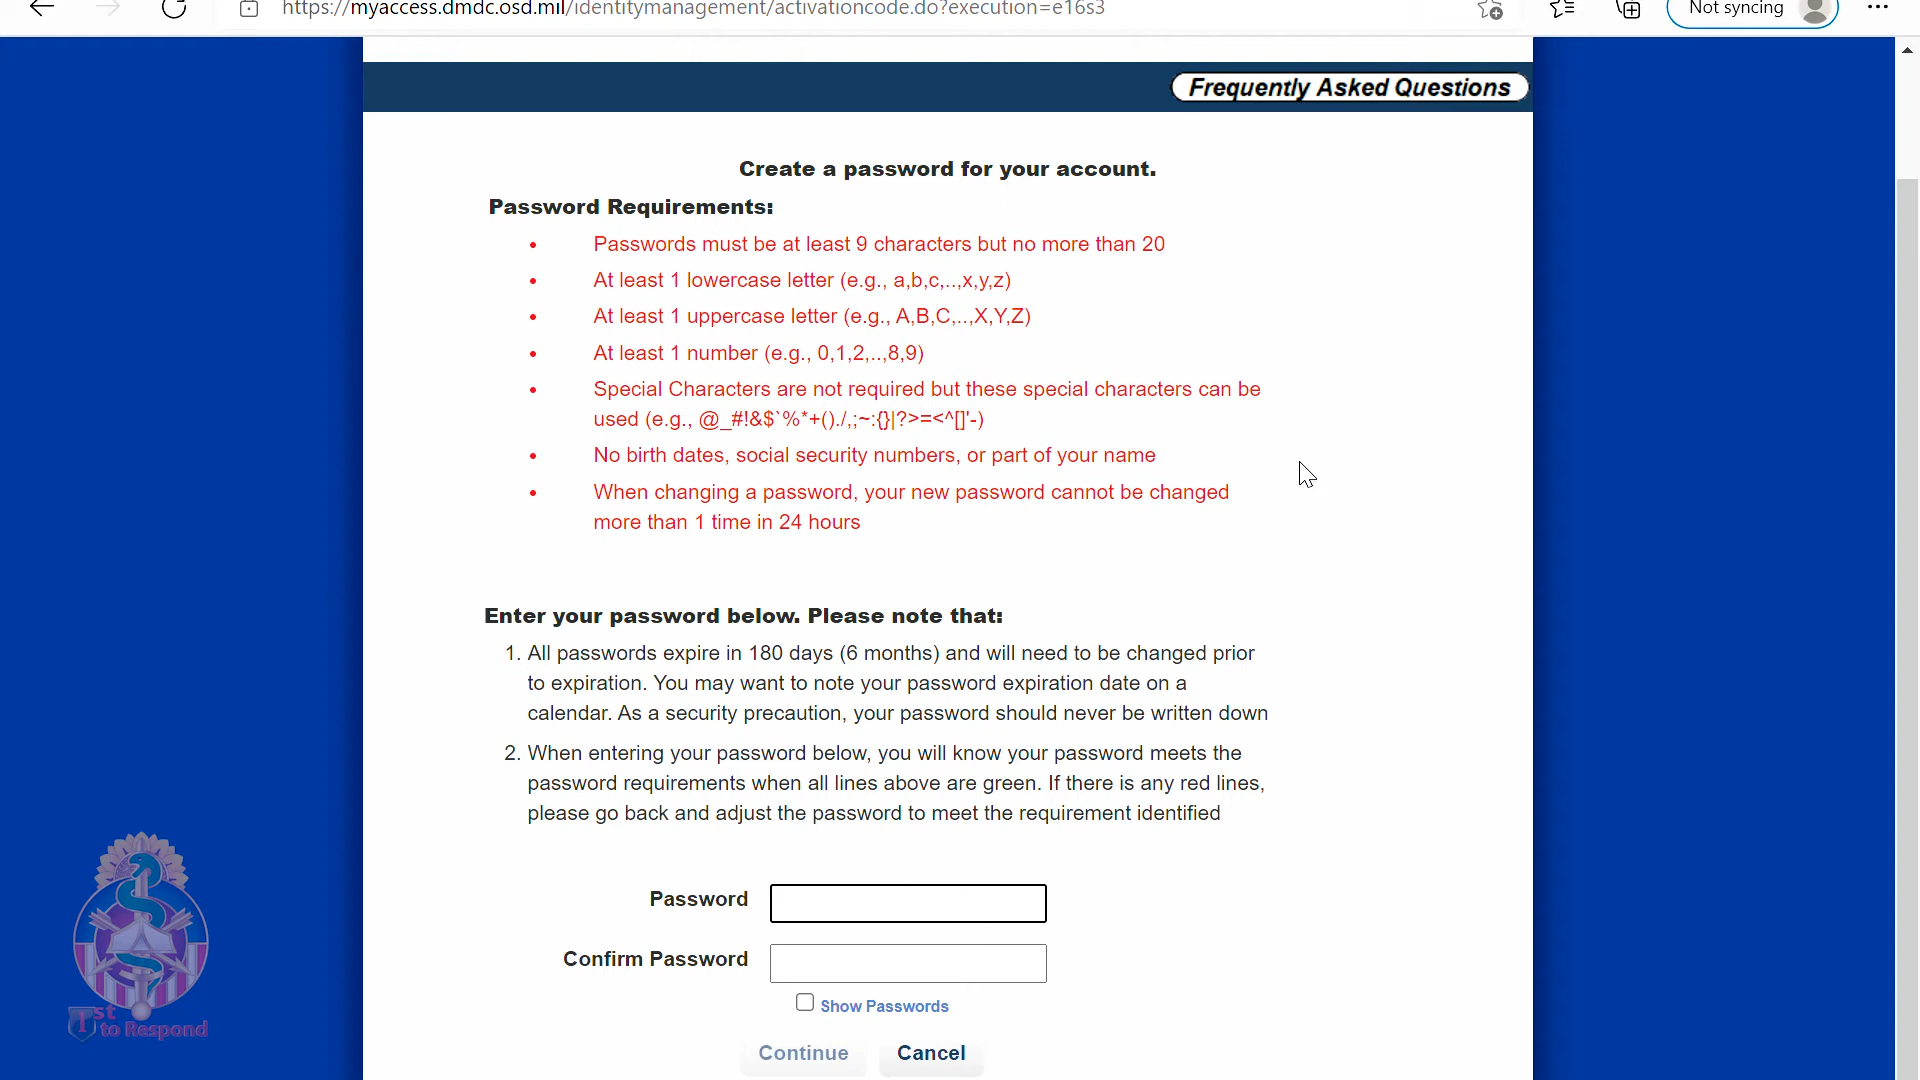 https://myaccess.dmdc.osd.mil/identitymanagement/activationcode.do?execution=e16s3
Not syncing
Frequently Asked Questions
Create a password for your account.
Password Requirements:
• Passwords must be at least 9 characters but no more than 20
• At least 1 lowercase letter (e.g., a,b,c,..,x,y,z)
• At least 1 uppercase letter (e.g., A,B,C,..,X,Y,Z)
• At least 1 number (e.g., 0,1,2,..,8,9)
• Special Characters are not required but these special characters can be
used (e.g., @_#!&$`%*+()./,;~:{}|?>=<^[]'-)
• No birth dates, social security numbers, or part of your name
• When changing a password, your new password cannot be changed
more than 1 time in 24 hours
Enter your password below. Please note that:
1. All passwords expire in 180 days (6 months) and will need to be changed prior
to expiration. You may want to note your password expiration date on a
calendar. As a security precaution, your password should never be written down
2. When entering your password below, you will know your password meets the
password requirements when all lines above are green. If there is any red lines,
please go back and adjust the password to meet the requirement identified
Password
Confirm Password
Show Passwords
Continue Cancel
1st
to Respond